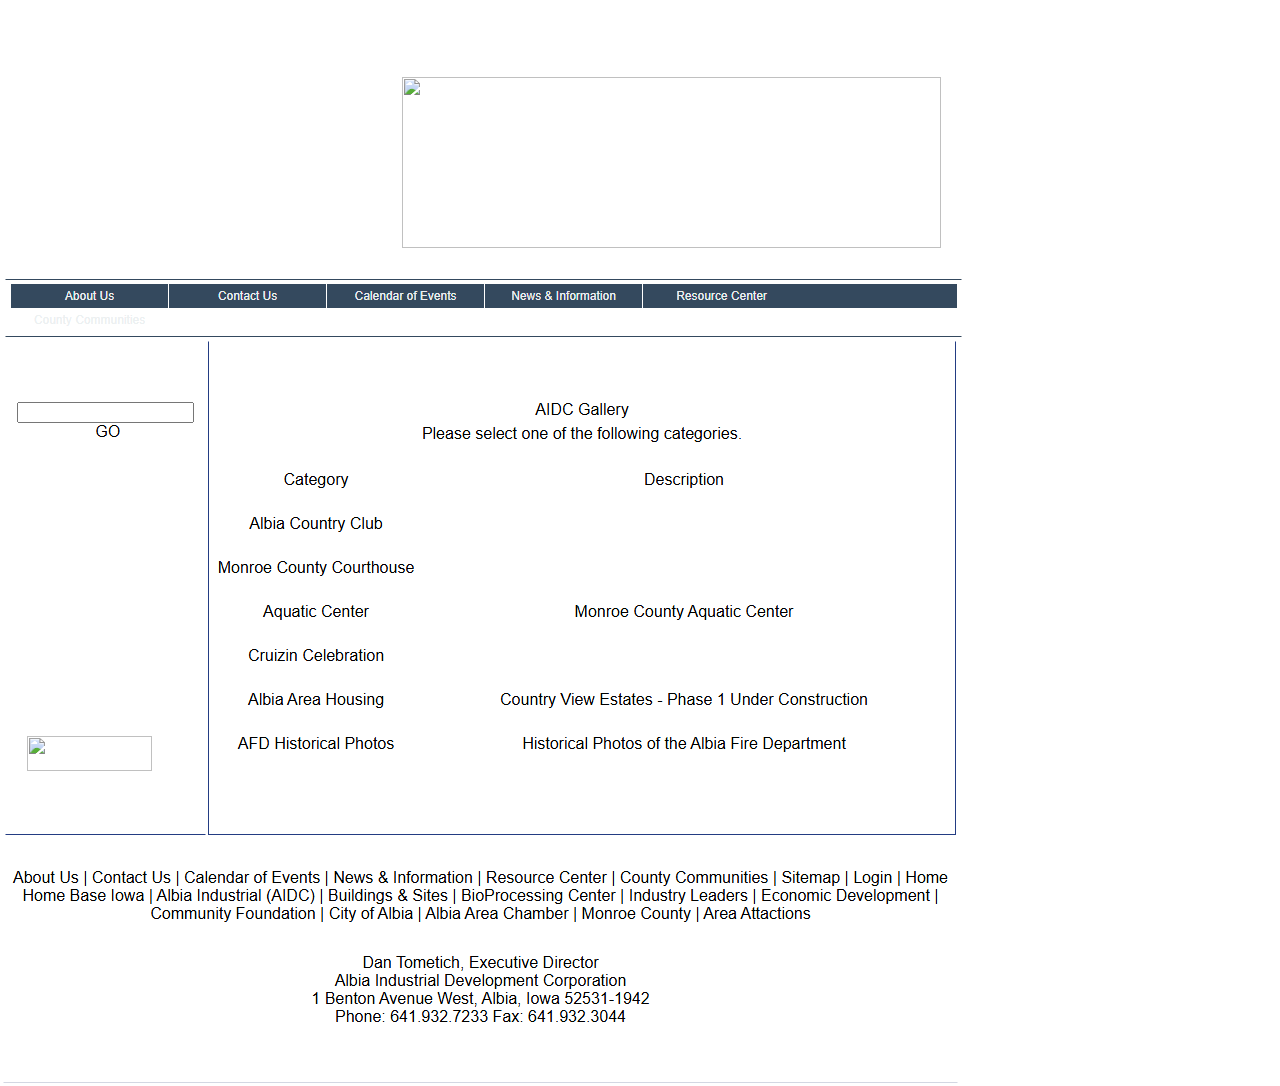 About Us Contact Us Calendar of Events News & Information Resource Center
County Communities
GO
AIDC Gallery
Please select one of the following categories.
Category Description
Albia Country Club
Monroe County Courthouse
Aquatic Center Monroe County Aquatic Center
Cruizin Celebration
Albia Area Housing Country View Estates - Phase 1 Under Construction
AFD Historical Photos Historical Photos of the Albia Fire Department
About Us | Contact Us | Calendar of Events | News & Information | Resource Center | County Communities | Sitemap | Login | Home
Home Base Iowa | Albia Industrial (AIDC) | Buildings & Sites | BioProcessing Center | Industry Leaders | Economic Development |
Community Foundation | City of Albia | Albia Area Chamber | Monroe County | Area Attactions
Dan Tometich, Executive Director
Albia Industrial Development Corporation
1 Benton Avenue West, Albia, Iowa 52531-1942
Phone: 641.932.7233 Fax: 641.932.3044